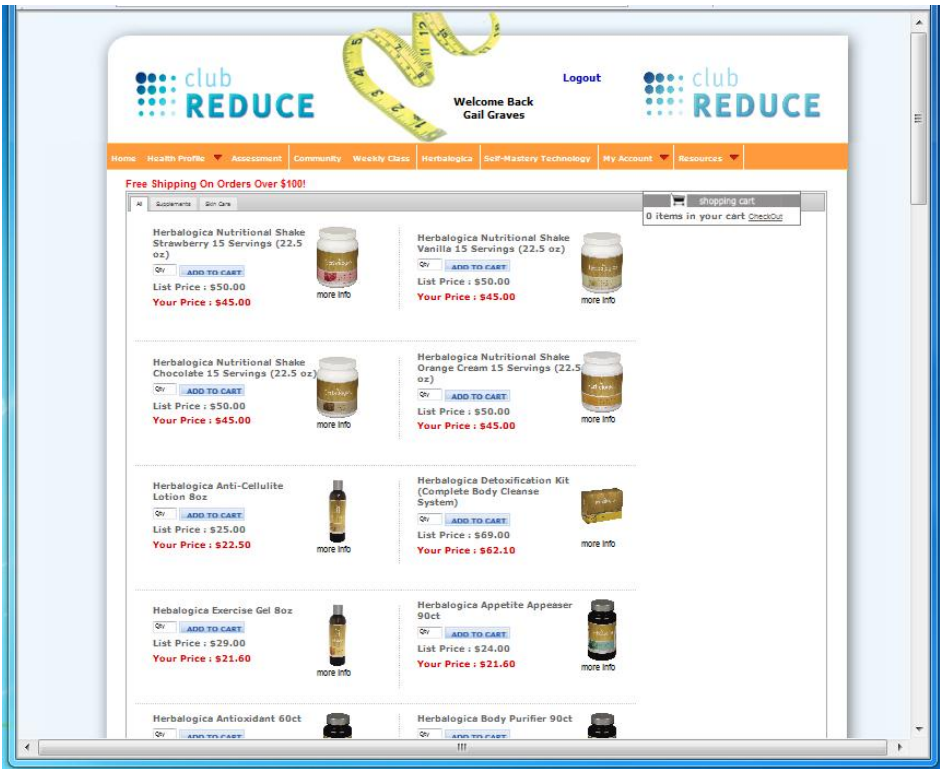 club
REDUCE
Logout
Welcome Back
Gail Graves
club
REDUCE
Home Health Profile Assessment Community Weekly Class Herbalogica Self-Mastery Technology My Account Resources
Free Shipping On Orders Over $100!
All Supplements Skin Care
shopping cart
0 items in your cart CheckOut
Herbalogica Nutritional Shake
Strawberry 15 Servings (22.5
oz)
Qty ADD TO CART
List Price : $50.00
Your Price : $45.00
more info
Herbalogica Nutritional Shake
Vanilla 15 Servings (22.5 oz)
Qty ADD TO CART
List Price : $50.00
Your Price : $45.00
more info
Herbalogica Nutritional Shake
Chocolate 15 Servings (22.5 oz)
Qty ADD TO CART
List Price : $50.00
Your Price : $45.00
more info
Herbalogica Nutritional Shake
Orange Cream 15 Servings (22.5
oz)
Qty ADD TO CART
List Price : $50.00
Your Price : $45.00
more info
Herbalogica Anti-Cellulite
Lotion 8oz
Qty ADD TO CART
List Price : $25.00
Your Price : $22.50
more info
Herbalogica Detoxification Kit
(Complete Body Cleanse
System)
Qty ADD TO CART
List Price : $69.00
Your Price : $62.10
more info
Hebalogica Exercise Gel 8oz
Qty ADD TO CART
List Price : $29.00
Your Price : $21.60
more info
Herbalogica Appetite Appeaser
90ct
Qty ADD TO CART
List Price : $24.00
Your Price : $21.60
more info
Herbalogica Antioxidant 60ct
Qty ADD TO CART
Herbalogica Body Purifier 90ct
Qty ADD TO CART